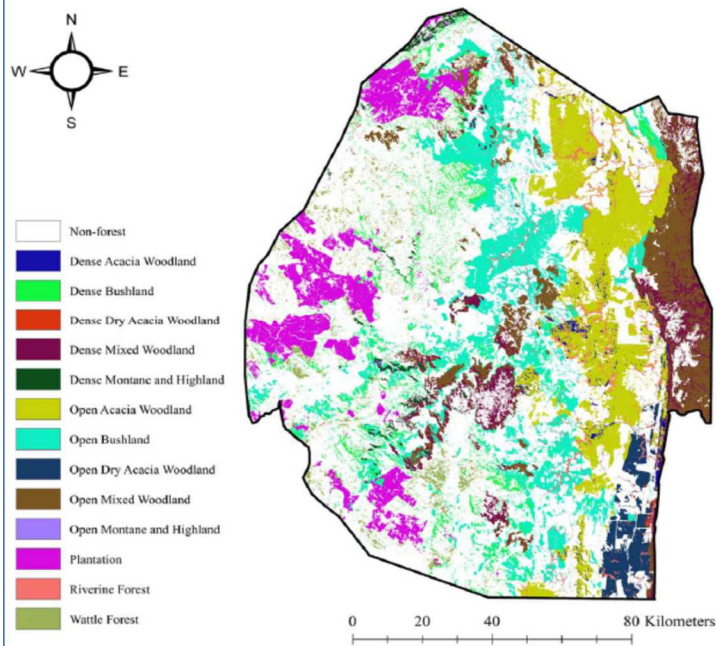 N
W E
S
Non-forest
Dense Acacia Woodland
Dense Bushland
Dense Dry Acacia Woodland
Dense Mixed Woodland
Dense Montane and Highland
Open Acacia Woodland
Open Bushland
Open Dry Acacia Woodland
Open Mixed Woodland
Open Montane and Highland
Plantation
Riverine Forest
Wattle Forest
0 20 40 80 Kilometers